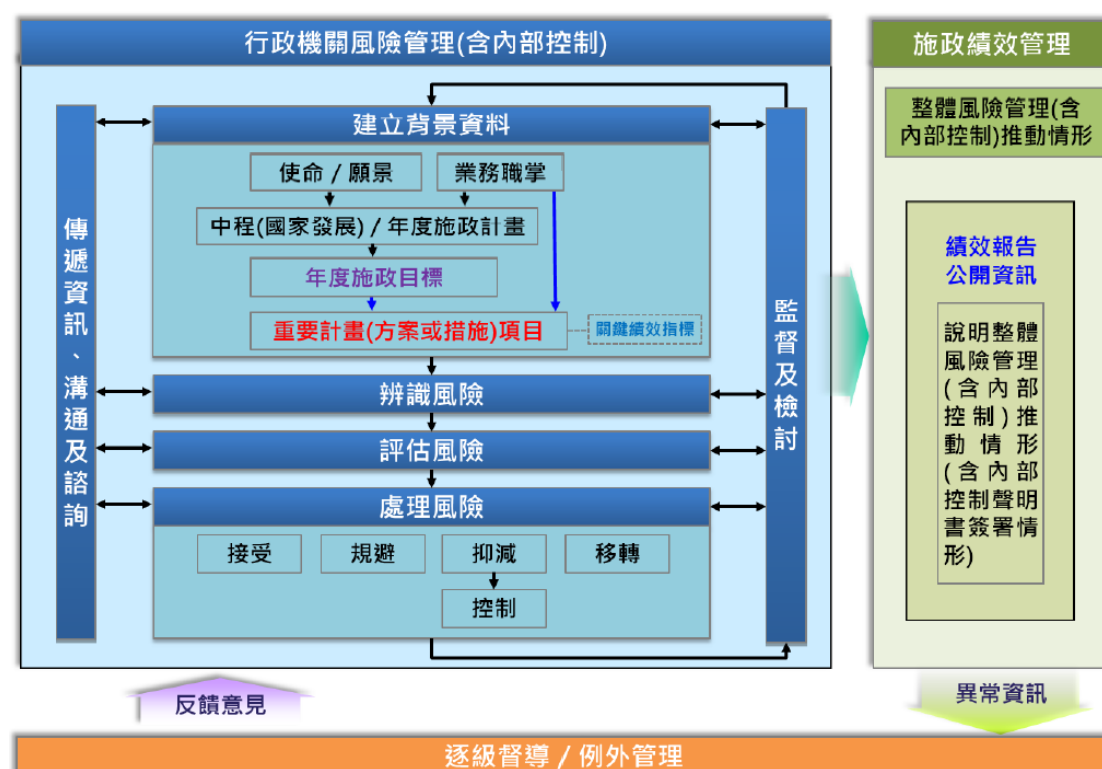 行政機關風險管理(含內部控制)
傳遞資訊、溝通及諮詢
建立背景資料
使命 / 願景
業務職掌
中程(國家發展) / 年度施政計畫
年度施政目標
重要計畫(方案或措施)項目
關鍵績效指標
辨識風險
評估風險
處理風險
接受
規避
抑減
移轉
控制
監督及檢討
施政績效管理
整體風險管理(含
內部控制)推動情形
績效報告
公開資訊
說明整體
風險管理
(含內部
控制)推
動情形
(含內部
控制聲明
書簽署情
形)
反饋意見
異常資訊
逐級督導 / 例外管理